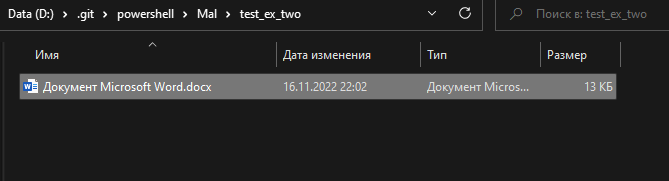 Data (D:) > .git > powershell > Mal > test_ex_two
Поиск в: test_ex_two
Имя Дата изменения Тип Размер
Документ Microsoft Word.docx 16.11.2022 22:02 Документ Micros... 13 КБ